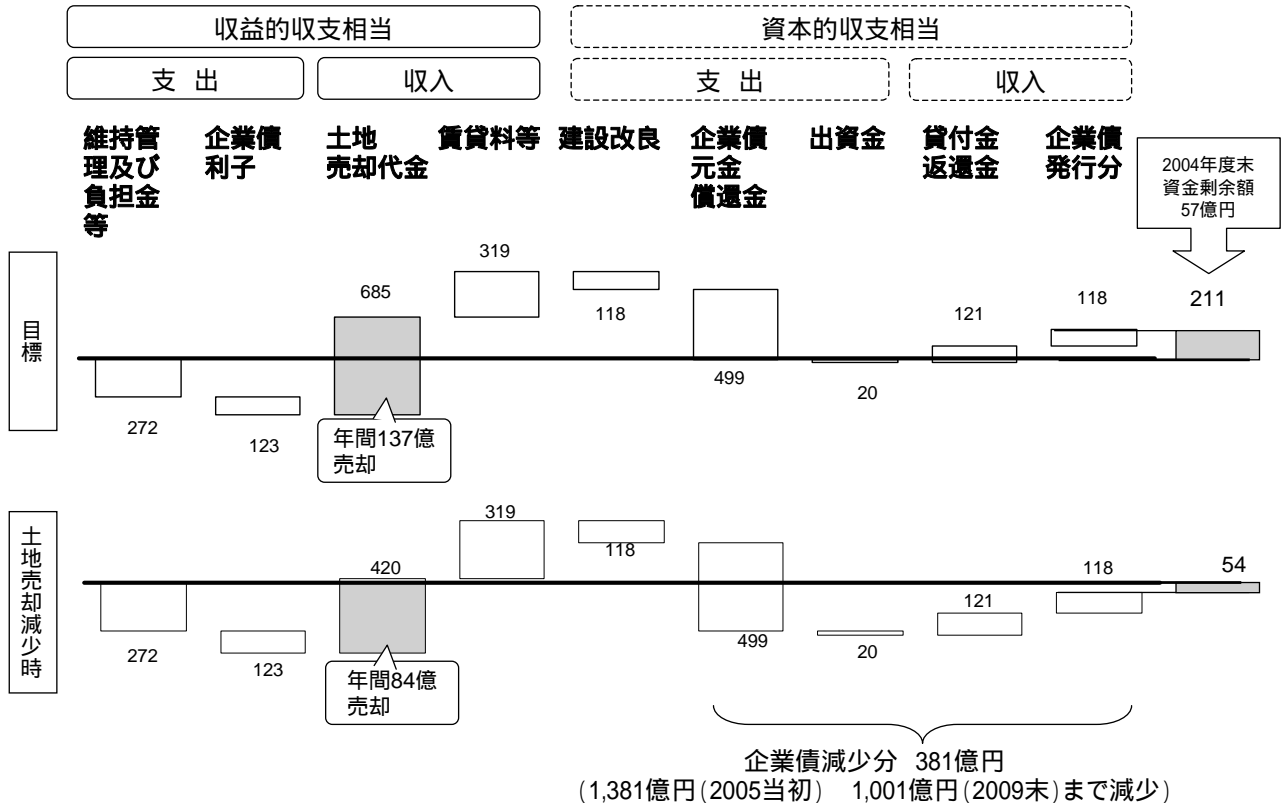 収益的収支相当
資本的収支相当
支 出
収入
支 出
収入
維持管
理及び
負担金
等
企業債
利子
土地
売却代金
賃貸料等
建設改良
企業債
元金
償還金
出資金
貸付金
返還金
企業債
発行分
2004年度末
資金剰余額
57億円
目標
272
123
685
319
118
499
20
121
118
211
年間137億
売却
土地売却減少時
272
123
420
319
118
499
20
121
118
54
年間84億
売却
企業債減少分 381億円
(1,381億円(2005当初) 1,001億円(2009末)まで減少)